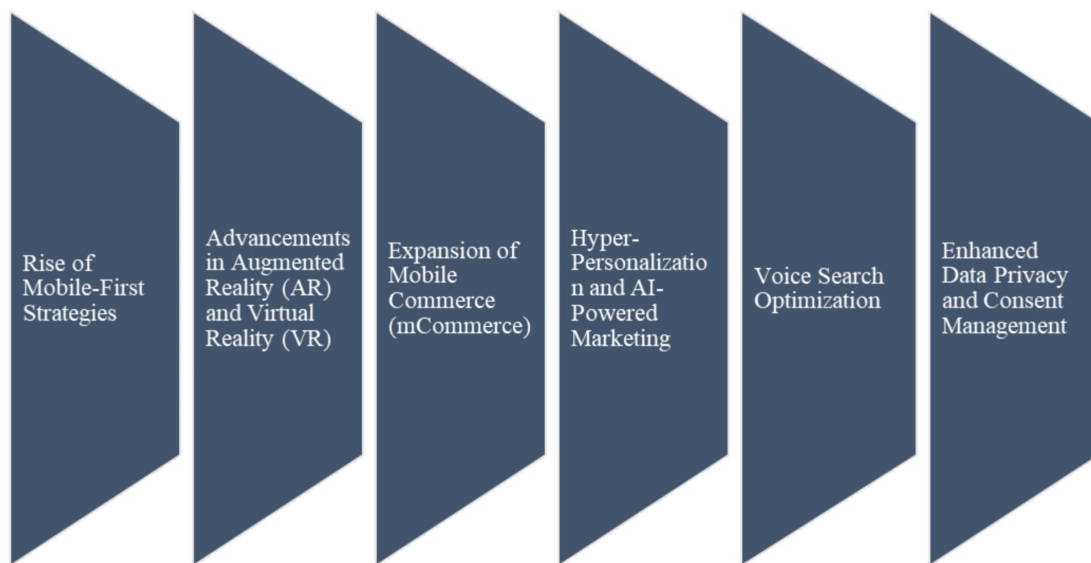 Rise of
Mobile-First
Strategies
Advancements
in Augmented
Reality (AR)
and Virtual
Reality (VR)
Expansion of
Mobile
Commerce
(mCommerce)
Hyper-
Personalizatio
n and AI-
Powered
Marketing
Voice Search
Optimization
Enhanced
Data Privacy
and Consent
Management